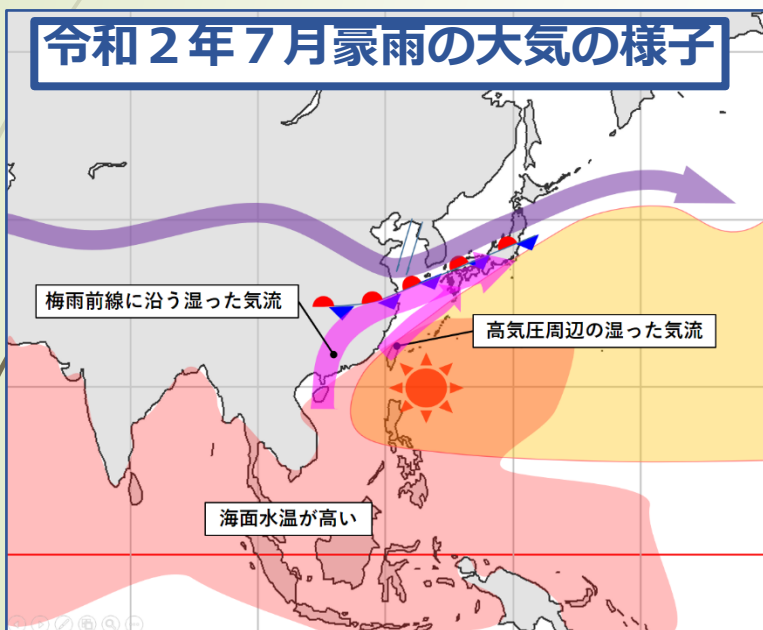 令和２年７月豪雨の大気の様子
梅雨前線に沿う湿った気流
高気圧周辺の湿った気流
海面水温が高い